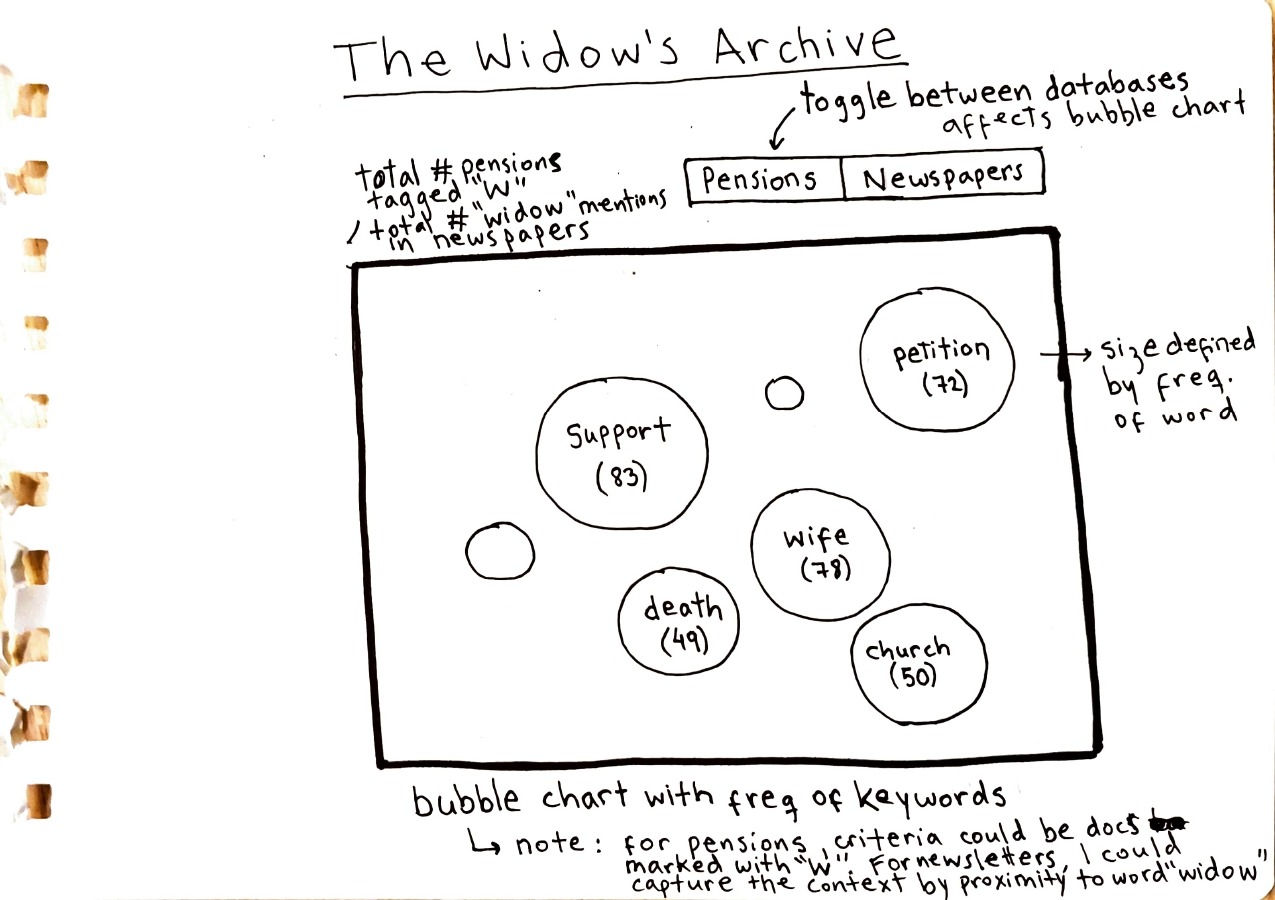 The Widow's Archive
toggle between databases
affects bubble chart
total # pensions
tagged "W"
/ total # "widow" mentions
in newspapers
Pensions Newspapers
petition
(72)
size defined
by freq.
of word
Support
(83)
wife
(78)
death
(49)
church
(50)
bubble chart with freq of keywords
↳ note: for pensions, criteria could be docs
marked with "W". For newsletters, I could
capture the context by proximity to word "widow"